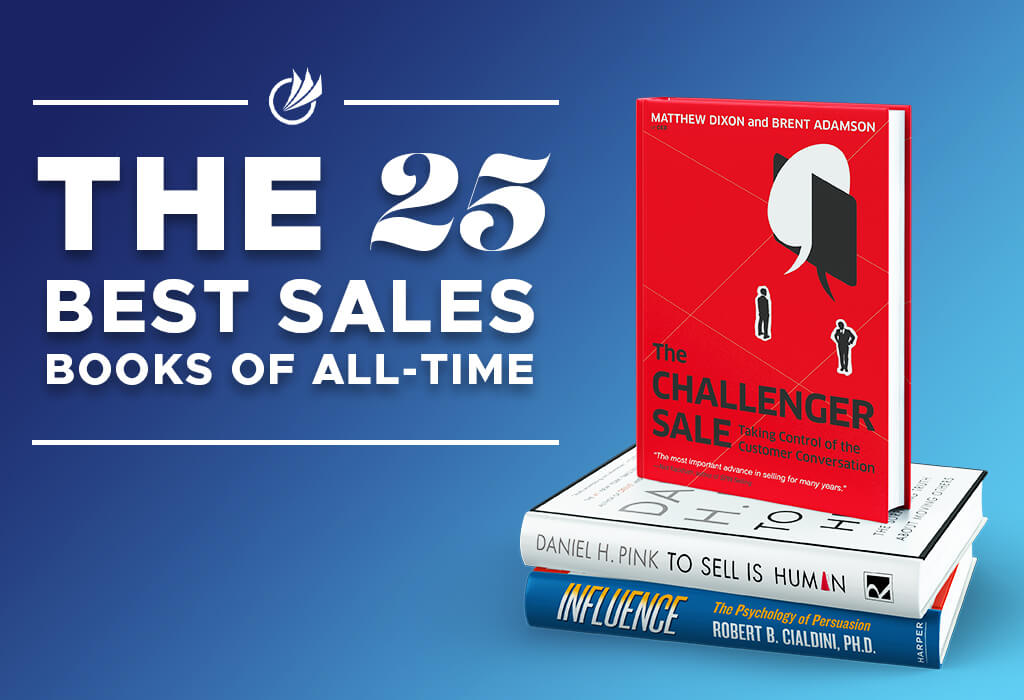 THE 25
BEST SALES
BOOKS OF ALL-TIME
MATTHEW DIXON and BRENT ADAMSON
The
CHALLENGER
SALE
Taking Control of the
Customer Conversation
"The most important advance in selling for many years."
DANIEL H. PINK TO SELL IS HUMAN
INFLUENCE
The Psychology of Persuasion
ROBERT B. CIALDINI, PH.D.
HARPER